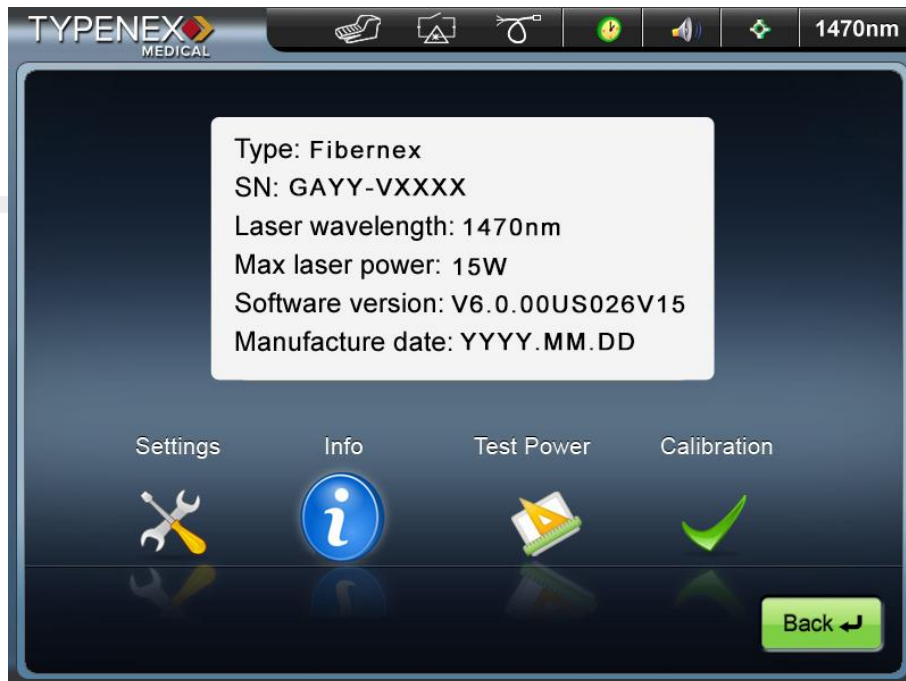 TYPENEX
MEDICAL
1470nm
Type: Fibernex
SN: GAYY-VXXXX
Laser wavelength: 1470nm
Max laser power: 15W
Software version: V6.0.00US026V15
Manufacture date: YYYY.MM.DD
Settings Info Test Power Calibration
Back